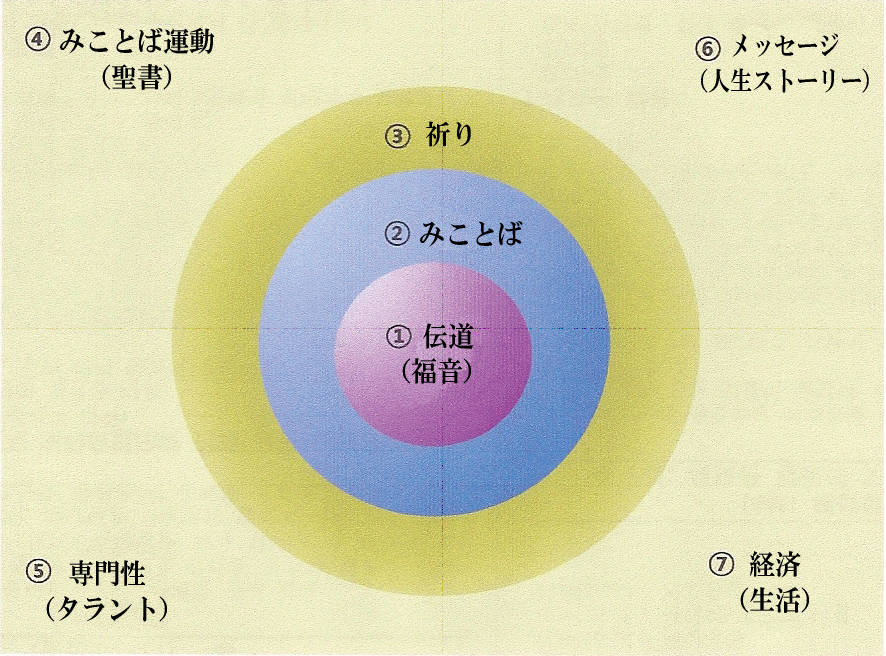 ④ みことば運動
（聖書）
⑥ メッセージ
（人生ストーリー）
③ 祈り
② みことば
① 伝道
（福音）
⑤ 専門性
（タラント）
⑦ 経済
（生活）